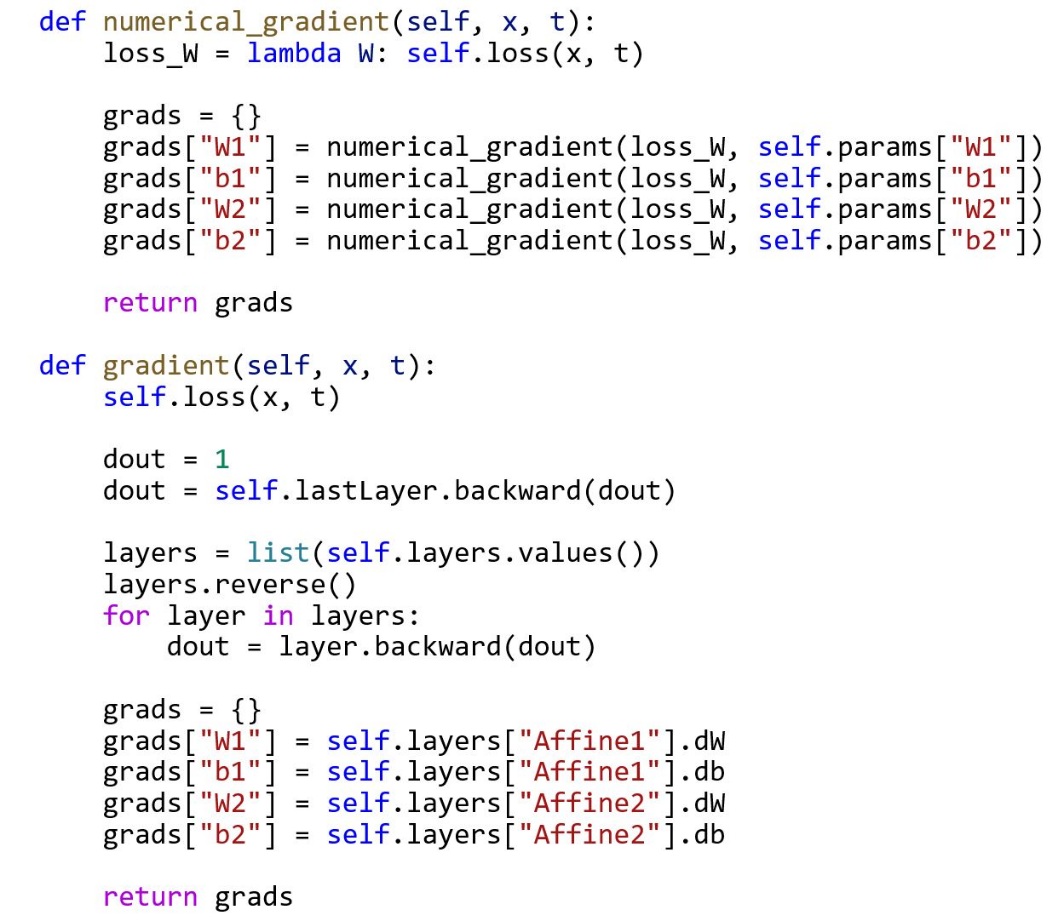 def numerical_gradient(self, x, t):
    loss_W = lambda W: self.loss(x, t)

    grads = {}
    grads["W1"] = numerical_gradient(loss_W, self.params["W1"])
    grads["b1"] = numerical_gradient(loss_W, self.params["b1"])
    grads["W2"] = numerical_gradient(loss_W, self.params["W2"])
    grads["b2"] = numerical_gradient(loss_W, self.params["b2"])

    return grads

def gradient(self, x, t):
    self.loss(x, t)

    dout = 1
    dout = self.lastLayer.backward(dout)

    layers = list(self.layers.values())
    layers.reverse()
    for layer in layers:
        dout = layer.backward(dout)

    grads = {}
    grads["W1"] = self.layers["Affine1"].dW
    grads["b1"] = self.layers["Affine1"].db
    grads["W2"] = self.layers["Affine2"].dW
    grads["b2"] = self.layers["Affine2"].db

    return grads